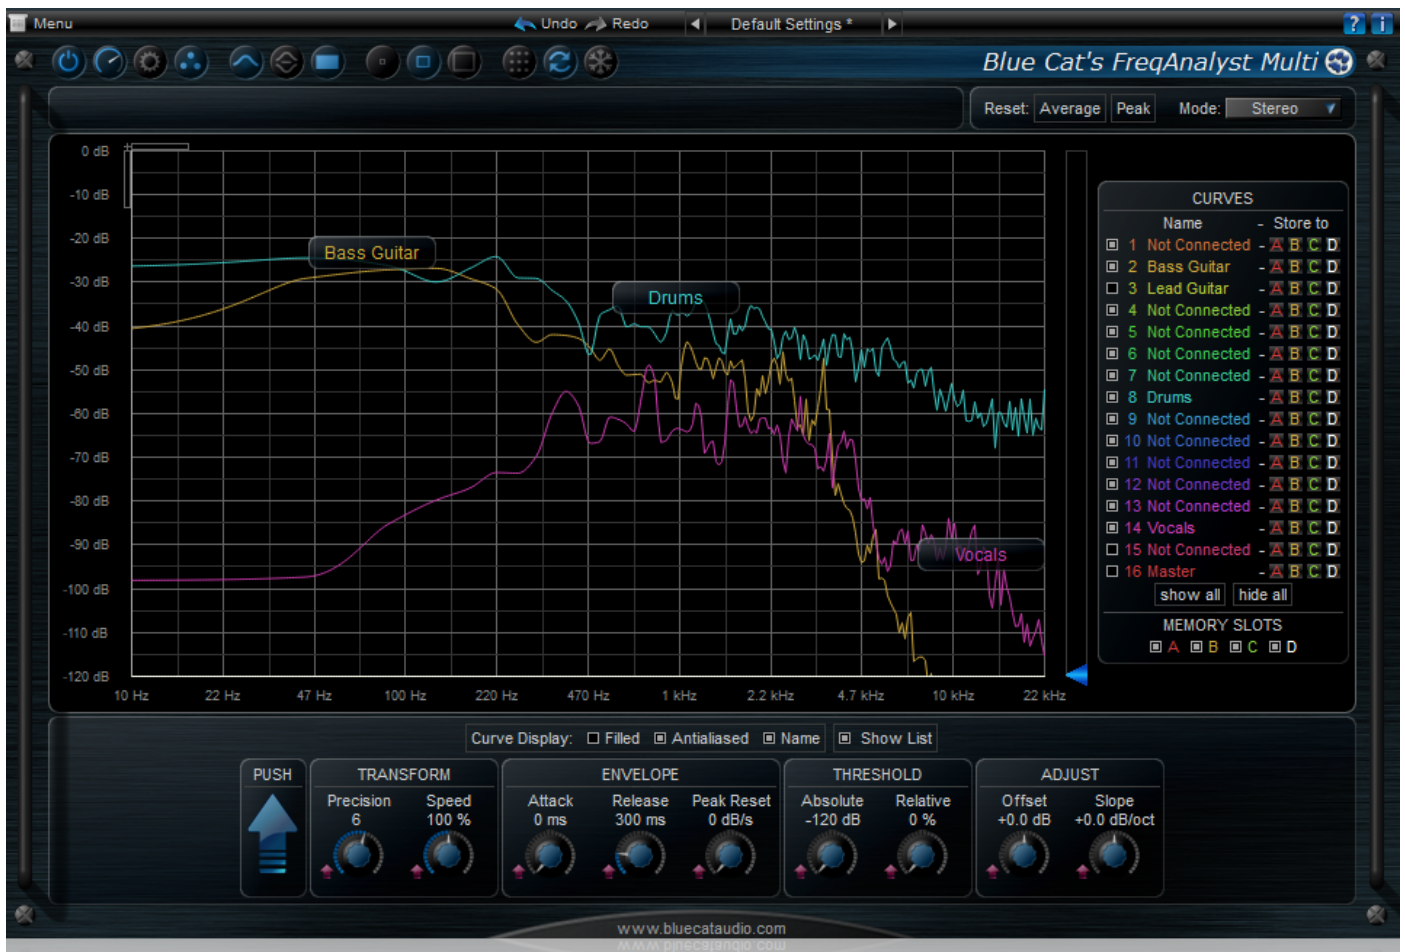 Menu Undo Redo Default Settings * ? i
Blue Cat's FreqAnalyst Multi
Reset: Average Peak Mode: Stereo
0 dB
-10 dB
-20 dB
-30 dB
-40 dB
-50 dB
-60 dB
-70 dB
-80 dB
-90 dB
-100 dB
-110 dB
-120 dB
10 Hz 22 Hz 47 Hz 100 Hz 220 Hz 470 Hz 1 kHz 2.2 kHz 4.7 kHz 10 kHz 22 kHz
Bass Guitar
Drums
Vocals
CURVES
Name - Store to
1 Not Connected - A B C D
2 Bass Guitar - A B C D
3 Lead Guitar - A B C D
4 Not Connected - A B C D
5 Not Connected - A B C D
6 Not Connected - A B C D
7 Not Connected - A B C D
8 Drums - A B C D
9 Not Connected - A B C D
10 Not Connected - A B C D
11 Not Connected - A B C D
12 Not Connected - A B C D
13 Not Connected - A B C D
14 Vocals - A B C D
15 Not Connected - A B C D
16 Master - A B C D
show all hide all
MEMORY SLOTS
A B C D
Curve Display: Filled Antialiased Name Show List
PUSH
TRANSFORM
Precision Speed
6 100 %
ENVELOPE
Attack Release Peak Reset
0 ms 300 ms 0 dB/s
THRESHOLD
Absolute Relative
-120 dB 0 %
ADJUST
Offset Slope
+0.0 dB +0.0 dB/oct
www.bluecataudio.com